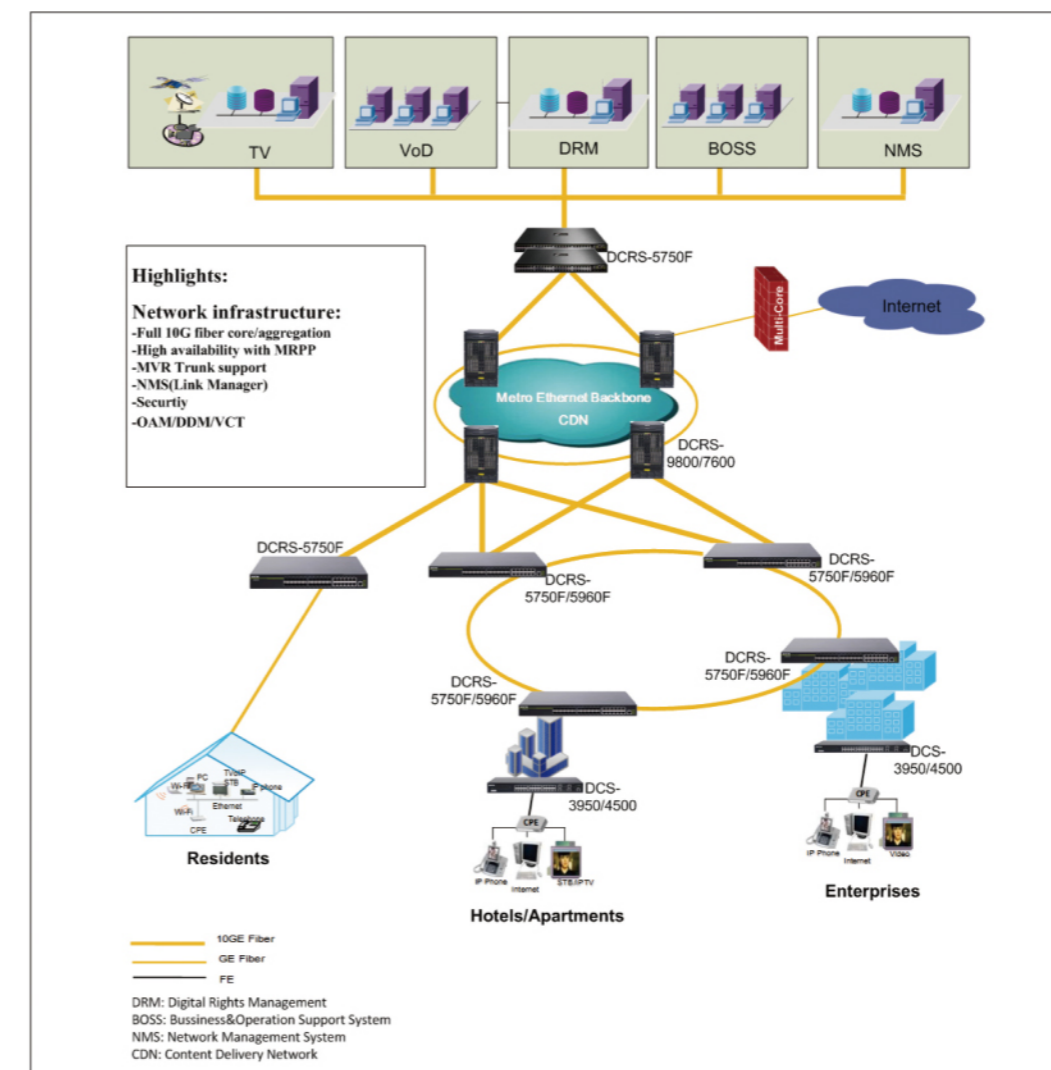 TV
VoD
DRM
BOSS
NMS
DCRS-5750F
Highlights:
Network infrastructure:
-Full 10G fiber core/aggregation
-High availability with MRPP
-MVR Trunk support
-NMS(Link Manager)
-Securtiy
-OAM/DDM/VCT
Multi-Core
Internet
Metro Ethernet Backbone
CDN
DCRS-
9800/7600
DCRS-5750F
DCRS-
5750F/5960F
DCRS-
5750F/5960F
DCRS-
5750F/5960F
DCRS-
5750F/5960F
Wi-Fi
PC
TVoIP
STB
IP phone
Ethernet
Wi-Fi
CPE
Telephone
Residents
DCS-
3950/4500
CPE
IP Phone
Internet
STB/IPTV
Hotels/Apartments
DCS-
3950/4500
CPE
IP Phone
Internet
Video
Enterprises
10GE Fiber
GE Fiber
FE
DRM: Digital Rights Management
BOSS: Bussiness&Operation Support System
NMS: Network Management System
CDN: Content Delivery Network